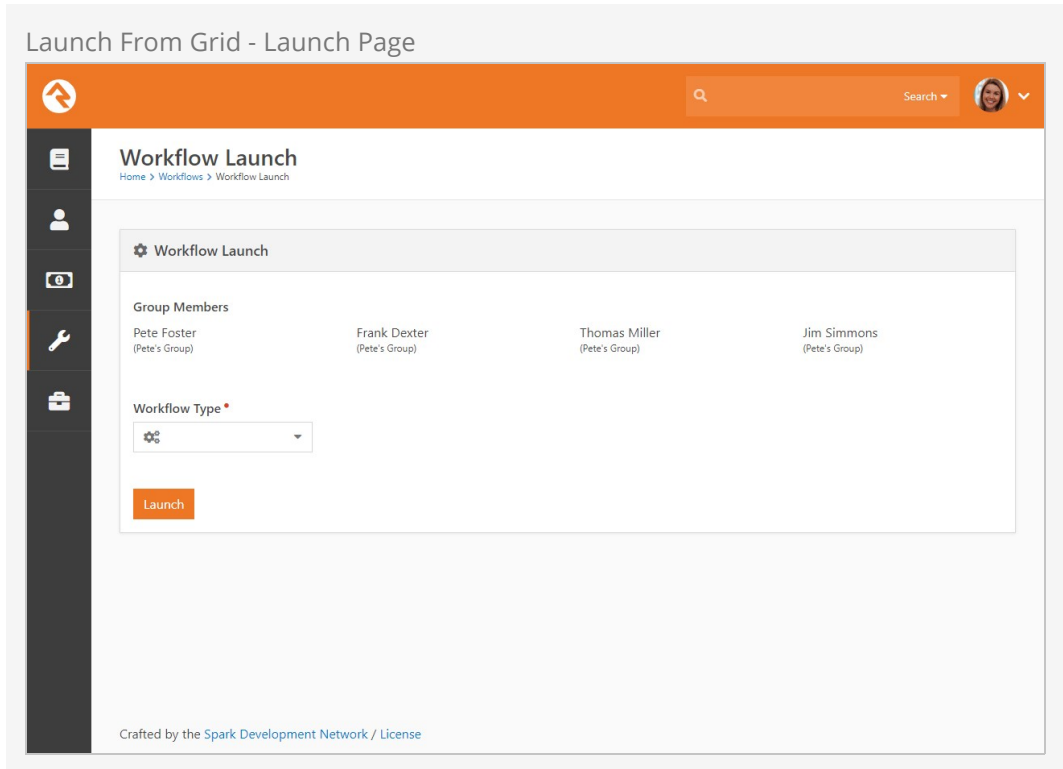 Launch From Grid - Launch Page
Search
Workflow Launch
Home > Workflows > Workflow Launch
Workflow Launch
Group Members
Pete Foster Frank Dexter Thomas Miller Jim Simmons
(Pete's Group) (Pete's Group) (Pete's Group) (Pete's Group)
Workflow Type
Launch
Crafted by the Spark Development Network / License